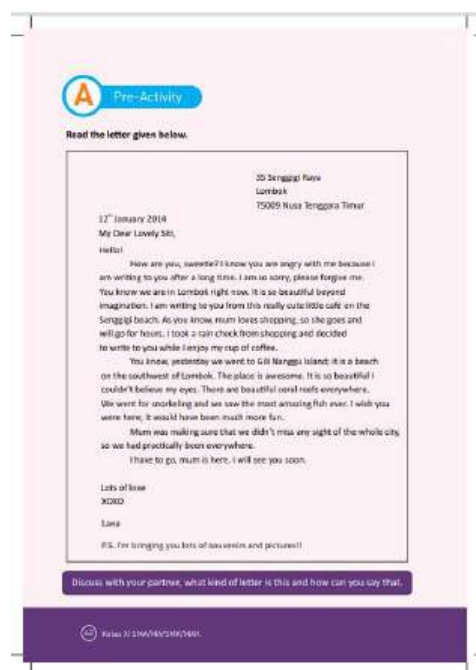 A
Pre-Activity
Read the letter given below.
35 Senggigi Raya
Lombok
75009 Nusa Tenggara Timur
12th January 2014
My Dear Lovely Siti,
Hello!
How are you, sweetie? I know you are angry with me because I
am writing to you after a long time. I am so sorry, please forgive me.
You know we are in Lombok right now. It is so beautiful beyond
imagination. I am writing to you from this really cute little café on the
Senggigi beach. As you know, mum loves shopping, so she goes and
will go for hours. I took a rain check from shopping and decided
to write to you while I enjoy my cup of coffee.
You know, yesterday we went to Gili Nanggu Island; it is a beach
on the southwest of Lombok. The place is awesome. It is so beautiful I
couldn't believe my eyes. There are beautiful coral reefs everywhere.
We went for snorkeling and we saw the most amazing fish ever. I wish you
were here; it would have been much more fun.
Mum was making sure that we didn't miss any sight of the whole city,
so we had practically been everywhere.
I have to go, mum is here. I will see you soon.
Lots of love
XOXO
Lana
P.S. I'm bringing you lots of souvenirs and pictures!!
Discuss with your partner, what kind of letter is this and how can you say that.
Kelas XI SMA/MA/SMK/MAK